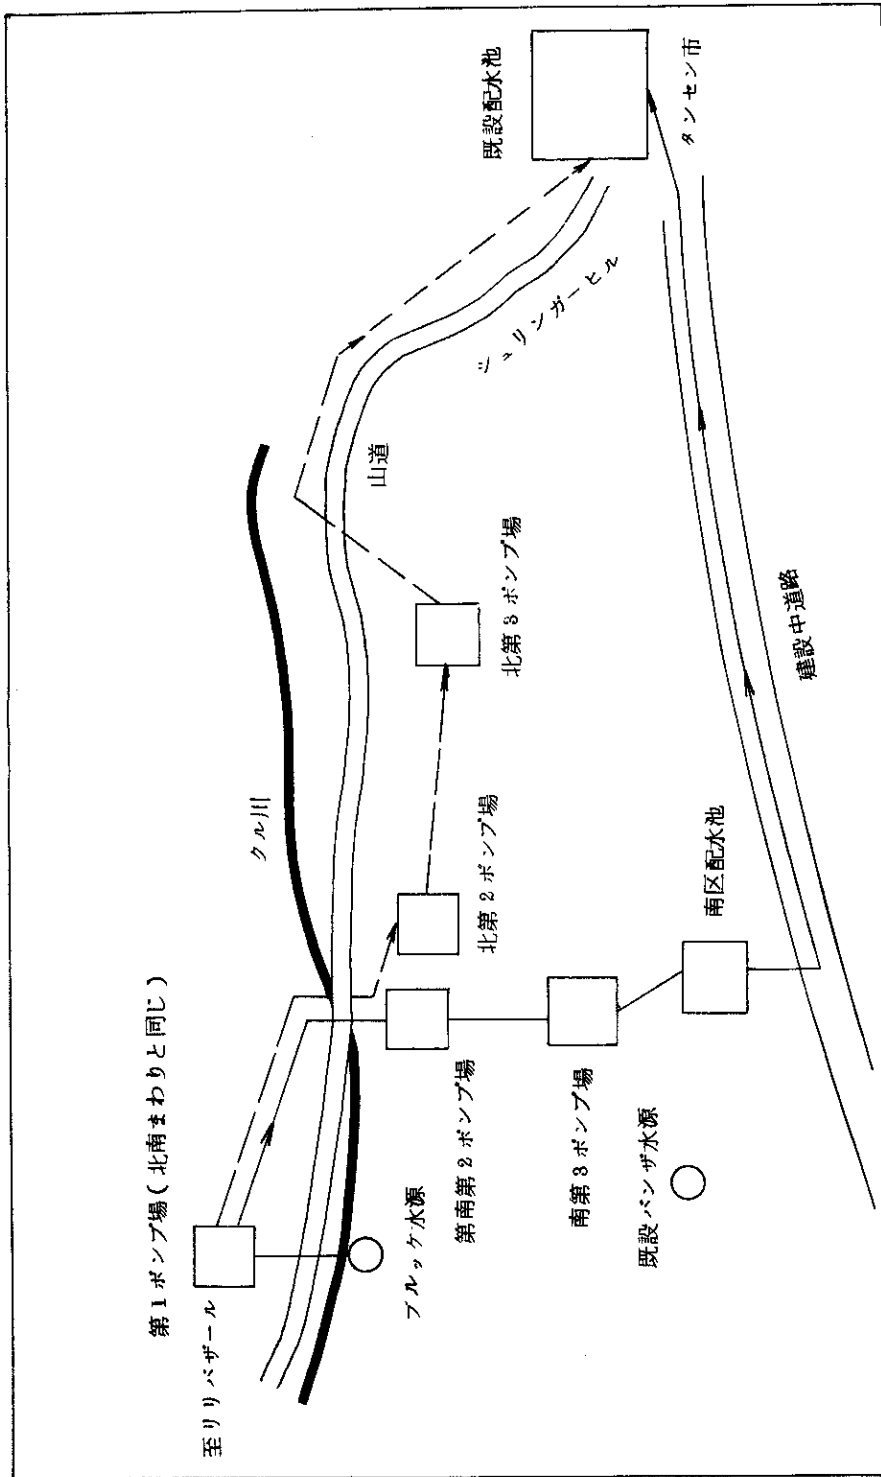 第1ポンプ場(北南まわりと同じ)
至リリバザール
ブルッケ水源
クル川
第南第2ポンプ場
北第2ポンプ場
南第3ポンプ場
北第3ポンプ場
既設バンザ水源
南区配水池
山道
シュリンガーヒル
既設配水池
建設中道路
タンセン市